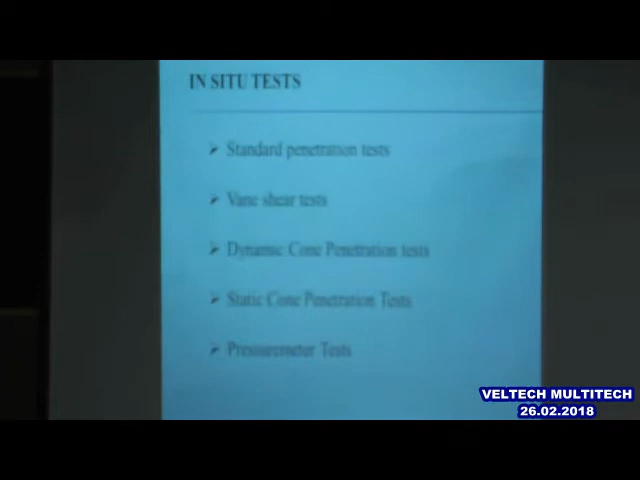 IN SITU TESTS
Standard penetration tests
Vane shear tests
Dynamic Cone Penetration tests
Static Cone Penetration Tests
Pressuremeter Tests
VELTECH MULTITECH
26.02.2018